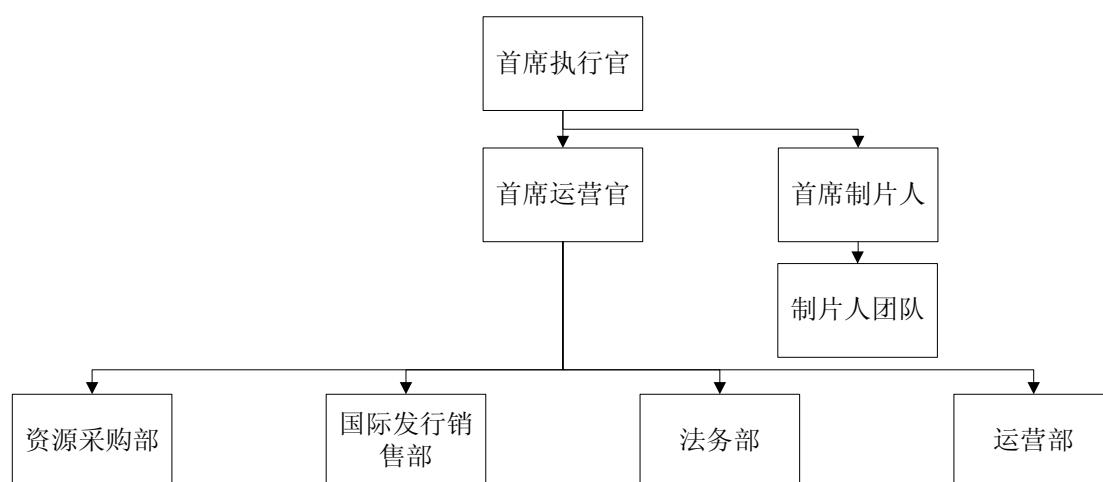 首席执行官
首席运营官
首席制片人
制片人团队
资源采购部
国际发行销
售部
法务部
运营部